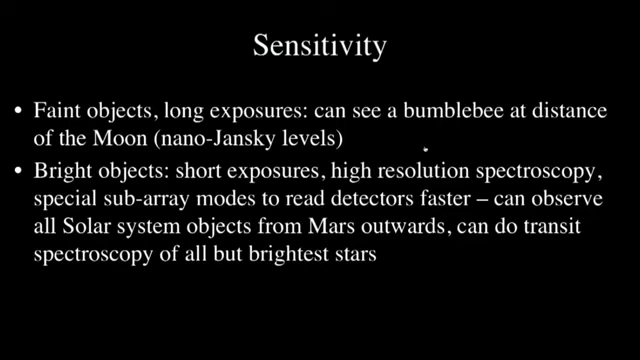 Sensitivity
• Faint objects, long exposures: can see a bumblebee at distance
of the Moon (nano-Jansky levels)
• Bright objects: short exposures, high resolution spectroscopy,
special sub-array modes to read detectors faster – can observe
all Solar system objects from Mars outwards, can do transit
spectroscopy of all but brightest stars